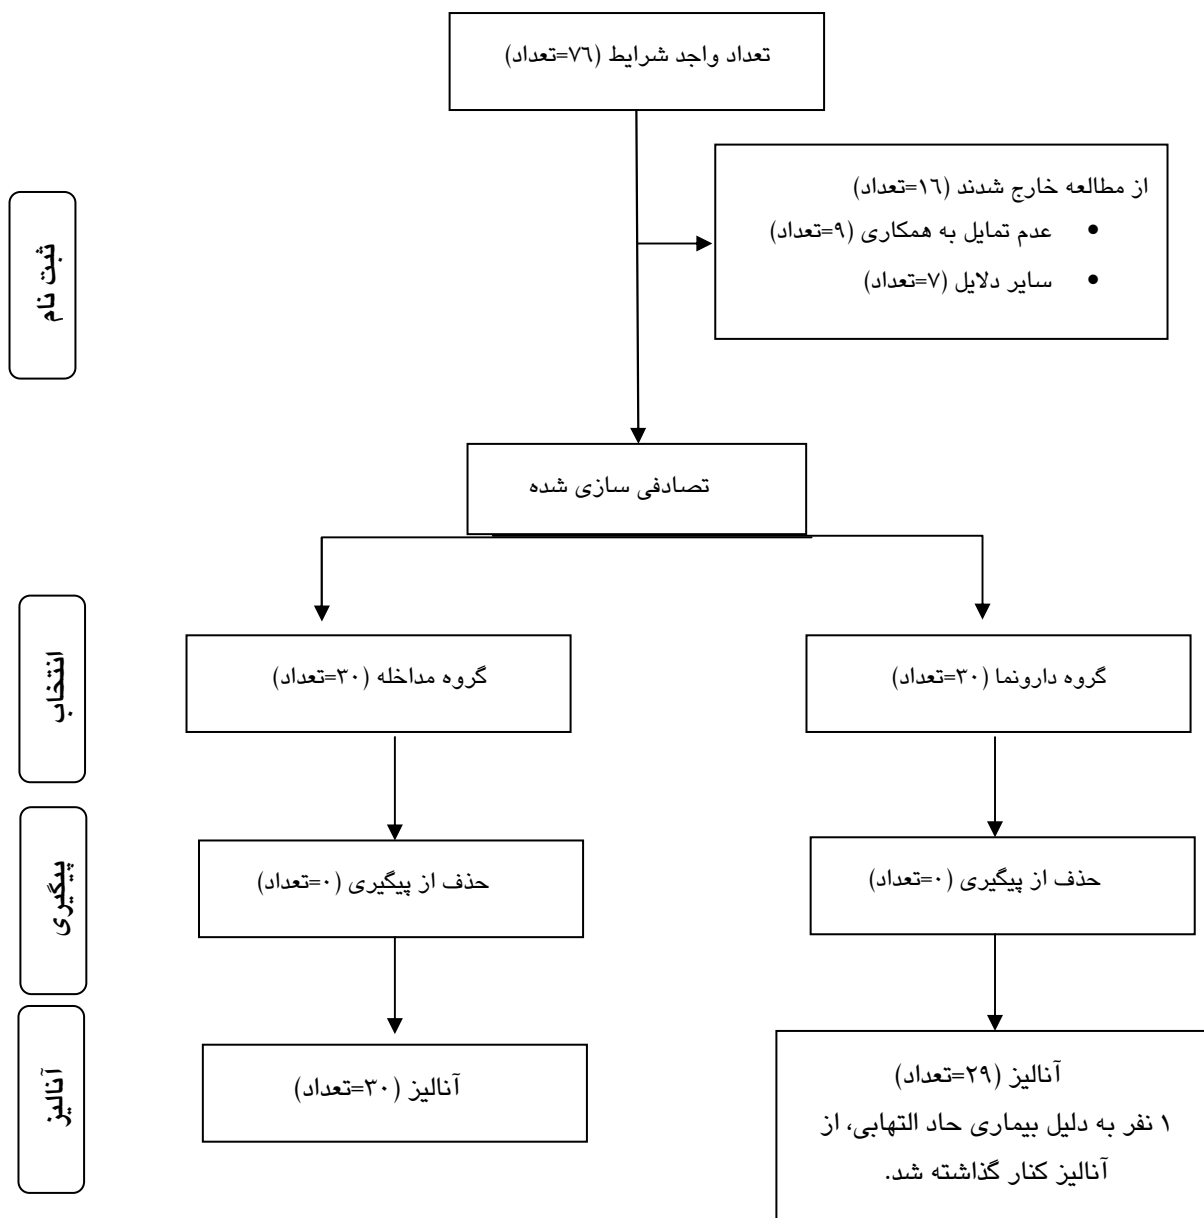 تعداد واجد شرایط (۷۶=تعداد)
از مطالعه خارج شدند (۱۶=تعداد)
• عدم تمایل به همکاری (۹=تعداد)
• سایر دلایل (۷=تعداد)
ثبت نام
تصادفی سازی شده
انتخاب
گروه دارونما (۳۰=تعداد)
گروه مداخله (۳۰=تعداد)
پیگیری
حذف از پیگیری (۰=تعداد)
حذف از پیگیری (۰=تعداد)
آنالیز
آنالیز (۲۹=تعداد)
۱ نفر به دلیل بیماری حاد التهابی، از
آنالیز کنار گذاشته شد.
آنالیز (۳۰=تعداد)